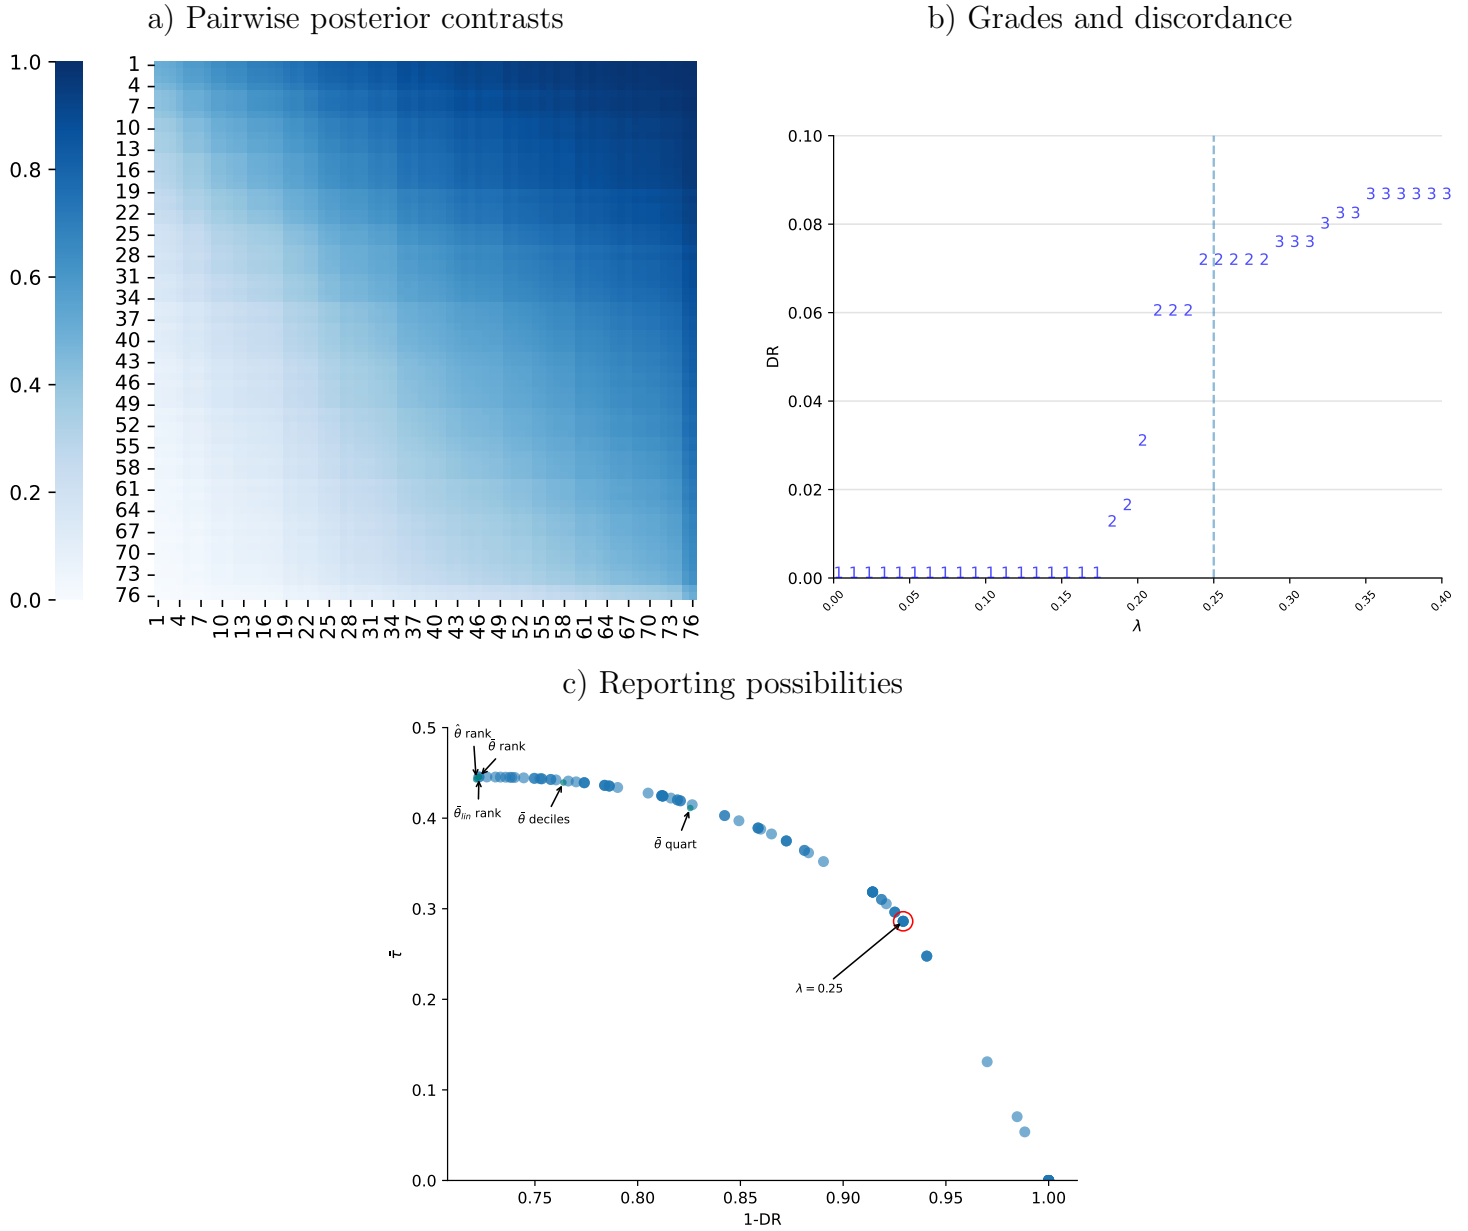 a) Pairwise posterior contrasts
1.0
0.8
0.6
0.4
0.2
0.0
1
4
7
10
13
16
19
22
25
28
31
34
37
40
43
46
49
52
55
58
61
64
67
70
73
76
1 4 7 10 13 16 19 22 25 28 31 34 37 40 43 46 49 52 55 58 61 64 67 70 73 76
b) Grades and discordance
DR
0.10
0.08
0.06
0.04
0.02
0.00
1 1 1 1 1 1 1 1 1 1 1 1 1 1 1 1 1 1
2
2
2
2 2 2
2 2 2 2 2
3 3 3
3
3 3
3 3 3 3 3 3
0.00 0.05 0.10 0.15 0.20 0.25 0.30 0.35 0.40
λ
c) Reporting possibilities
τ̄
0.5
0.4
0.3
0.2
0.1
0.0
θ̂ rank
θ̄ rank
θ̄lin rank
θ̄ deciles
θ̄ quart
λ = 0.25
0.75 0.80 0.85 0.90 0.95 1.00
1-DR